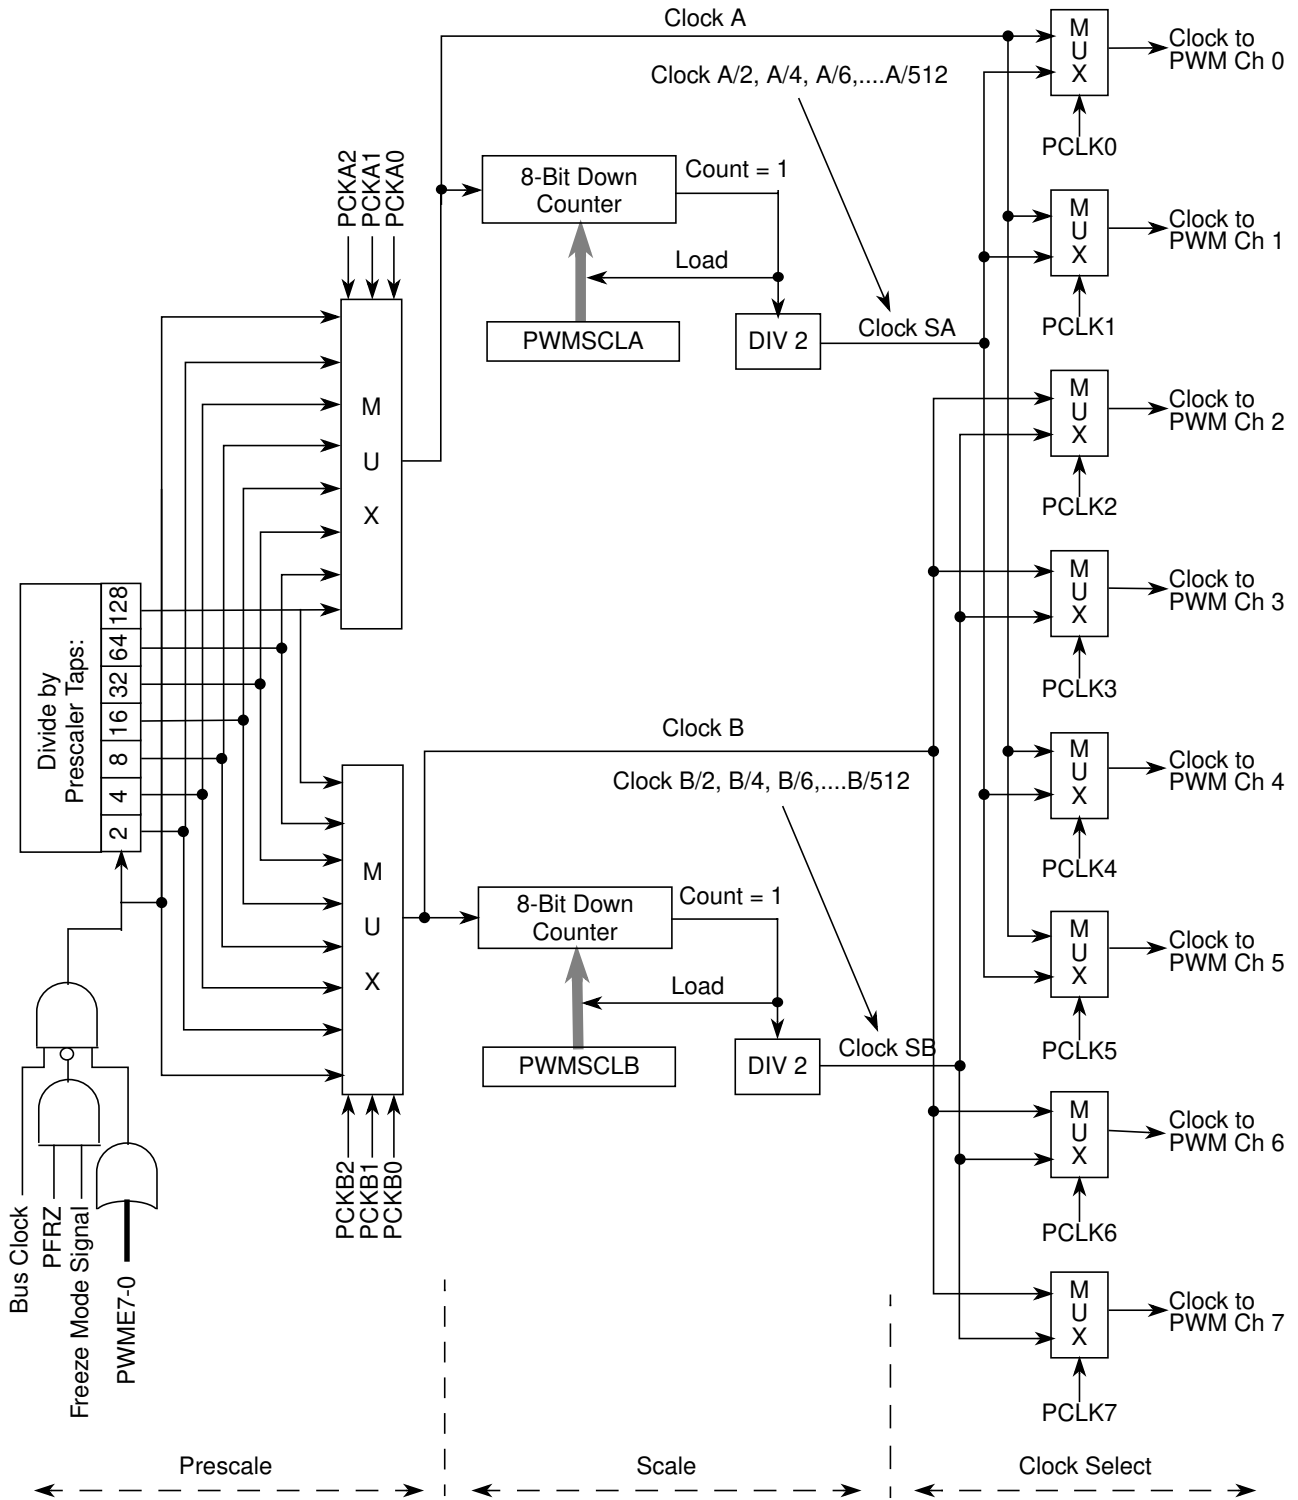 Clock A
Clock A/2, A/4, A/6,....A/512
M
U
X
Clock to
PWM Ch 0
PCLK0
PCKA2
PCKA1
PCKA0
8-Bit Down
Counter
Count = 1
Load
PWMSCLA
DIV 2
Clock SA
M
U
X
Clock to
PWM Ch 1
PCLK1
M
U
X
M
U
X
Clock to
PWM Ch 2
PCLK2
M
U
X
Clock to
PWM Ch 3
PCLK3
Divide by
Prescaler Taps:
128
64
32
16
8
4
2
Clock B
Clock B/2, B/4, B/6,....B/512
M
U
X
Clock to
PWM Ch 4
PCLK4
M
U
X
8-Bit Down
Counter
Count = 1
Load
PWMSCLB
DIV 2
Clock SB
M
U
X
Clock to
PWM Ch 5
PCLK5
PCKB2
PCKB1
PCKB0
M
U
X
Clock to
PWM Ch 6
PCLK6
Bus Clock
PFRZ
Freeze Mode Signal
PWME7-0
M
U
X
Clock to
PWM Ch 7
PCLK7
Prescale
Scale
Clock Select